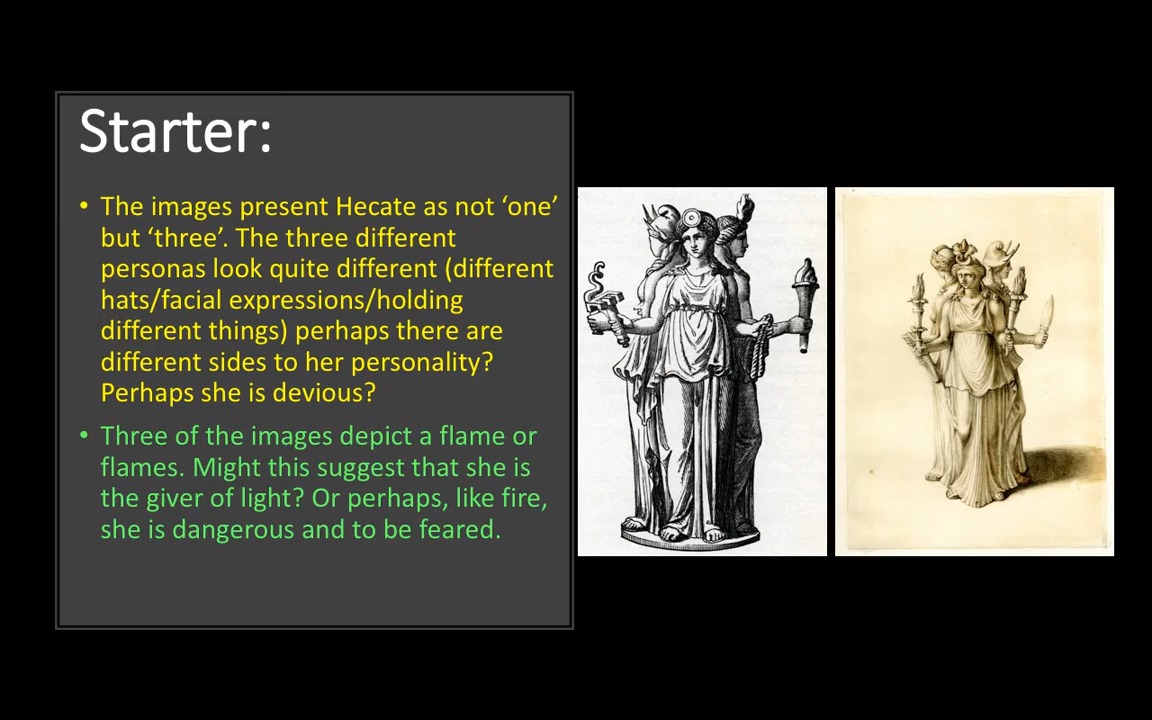 Starter:
• The images present Hecate as not ‘one’
but ‘three’. The three different
personas look quite different (different
hats/facial expressions/holding
different things) perhaps there are
different sides to her personality?
Perhaps she is devious?
• Three of the images depict a flame or
flames. Might this suggest that she is
the giver of light? Or perhaps, like fire,
she is dangerous and to be feared.